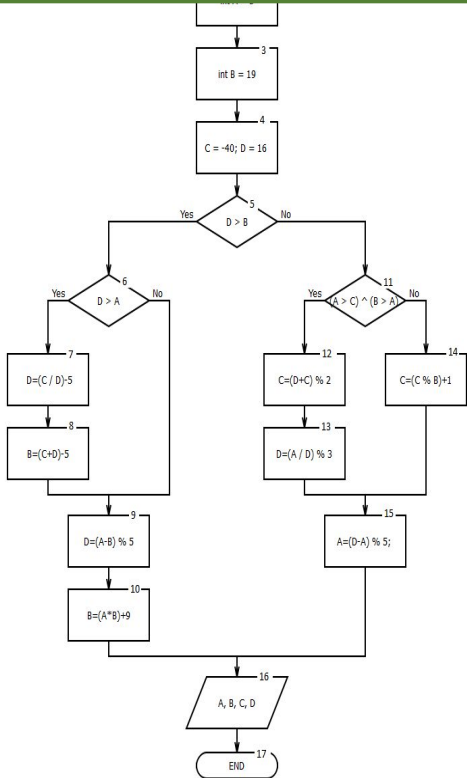 3
int B = 19
4
C = -40; D = 16
5
Yes
D > B
No
6
Yes
D > A
No
11
Yes
(A > C) ^ (B > A)
No
7
D=(C / D)-5
12
C=(D+C) % 2
14
C=(C % B)+1
8
B=(C+D)-5
13
D=(A / D) % 3
9
D=(A-B) % 5
15
A=(D-A) % 5;
10
B=(A*B)+9
16
A, B, C, D
17
END